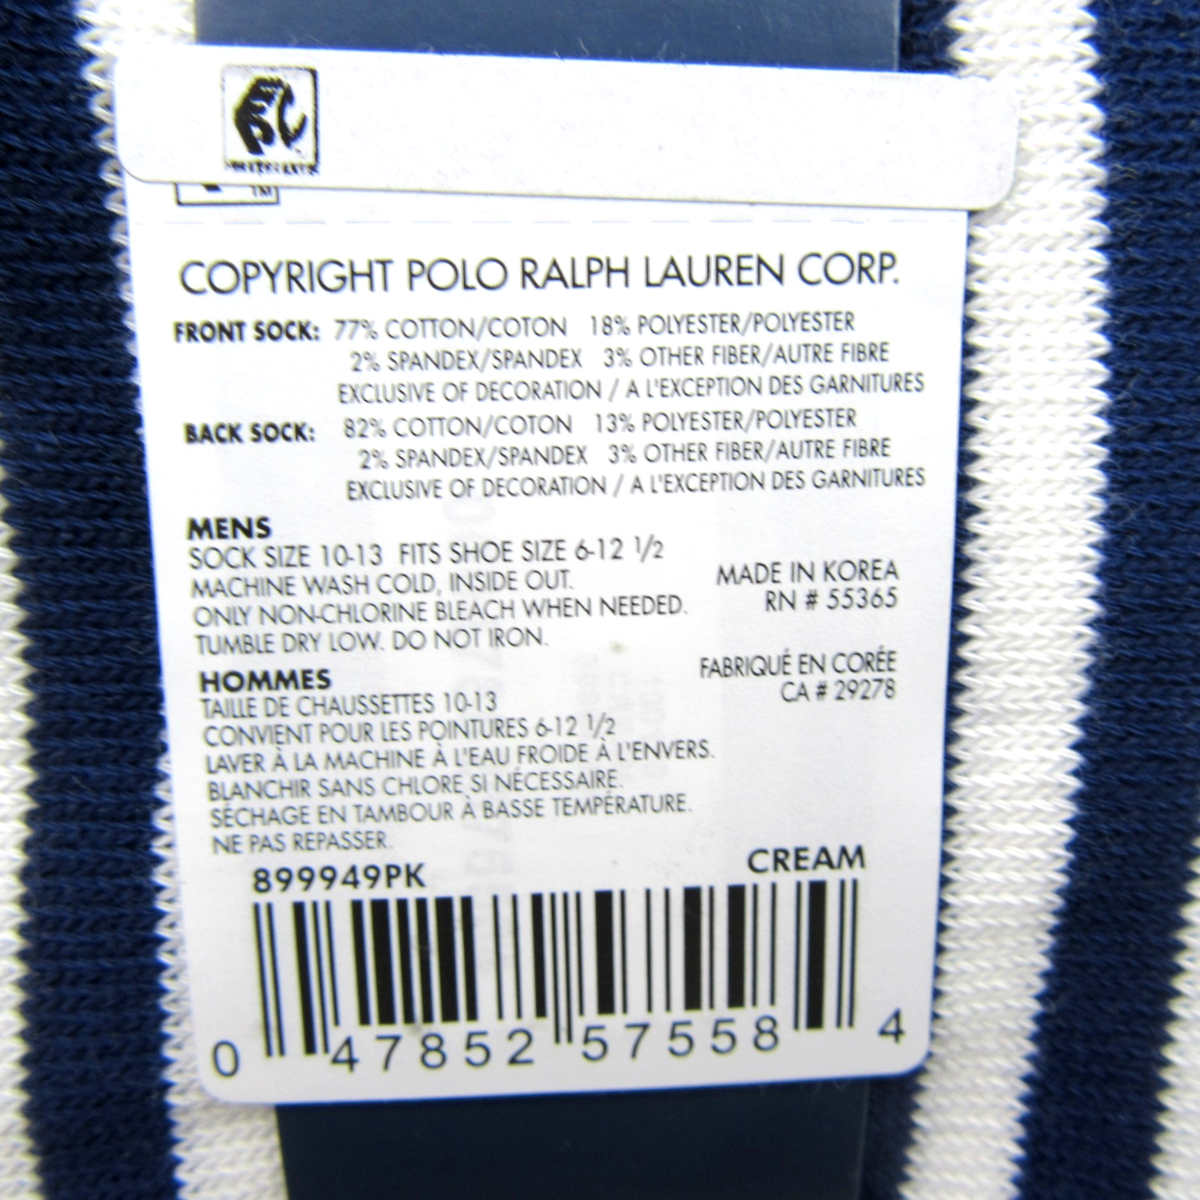 TM
COPYRIGHT POLO RALPH LAUREN CORP.
FRONT SOCK: 77% COTTON/COTON 18% POLYESTER/POLYESTER
2% SPANDEX/SPANDEX 3% OTHER FIBER/AUTRE FIBRE
EXCLUSIVE OF DECORATION / A L'EXCEPTION DES GARNITURES
BACK SOCK: 82% COTTON/COTON 13% POLYESTER/POLYESTER
2% SPANDEX/SPANDEX 3% OTHER FIBER/AUTRE FIBRE
EXCLUSIVE OF DECORATION / A L'EXCEPTION DES GARNITURES
MENS
SOCK SIZE 10-13 FITS SHOE SIZE 6-12 1/2
MACHINE WASH COLD, INSIDE OUT.
ONLY NON-CHLORINE BLEACH WHEN NEEDED.
TUMBLE DRY LOW. DO NOT IRON.
MADE IN KOREA
RN # 55365
HOMMES
TAILLE DE CHAUSSETTES 10-13
CONVIENT POUR LES POINTURES 6-12 1/2
LAVER À LA MACHINE À L'EAU FROIDE À L'ENVERS.
BLANCHIR SANS CHLORE SI NÉCESSAIRE.
SÉCHAGE EN TAMBOUR À BASSE TEMPÉRATURE.
NE PAS REPASSER.
FABRIQUÉ EN CORÉE
CA # 29278
899949PK CREAM
0 47852 57558 4